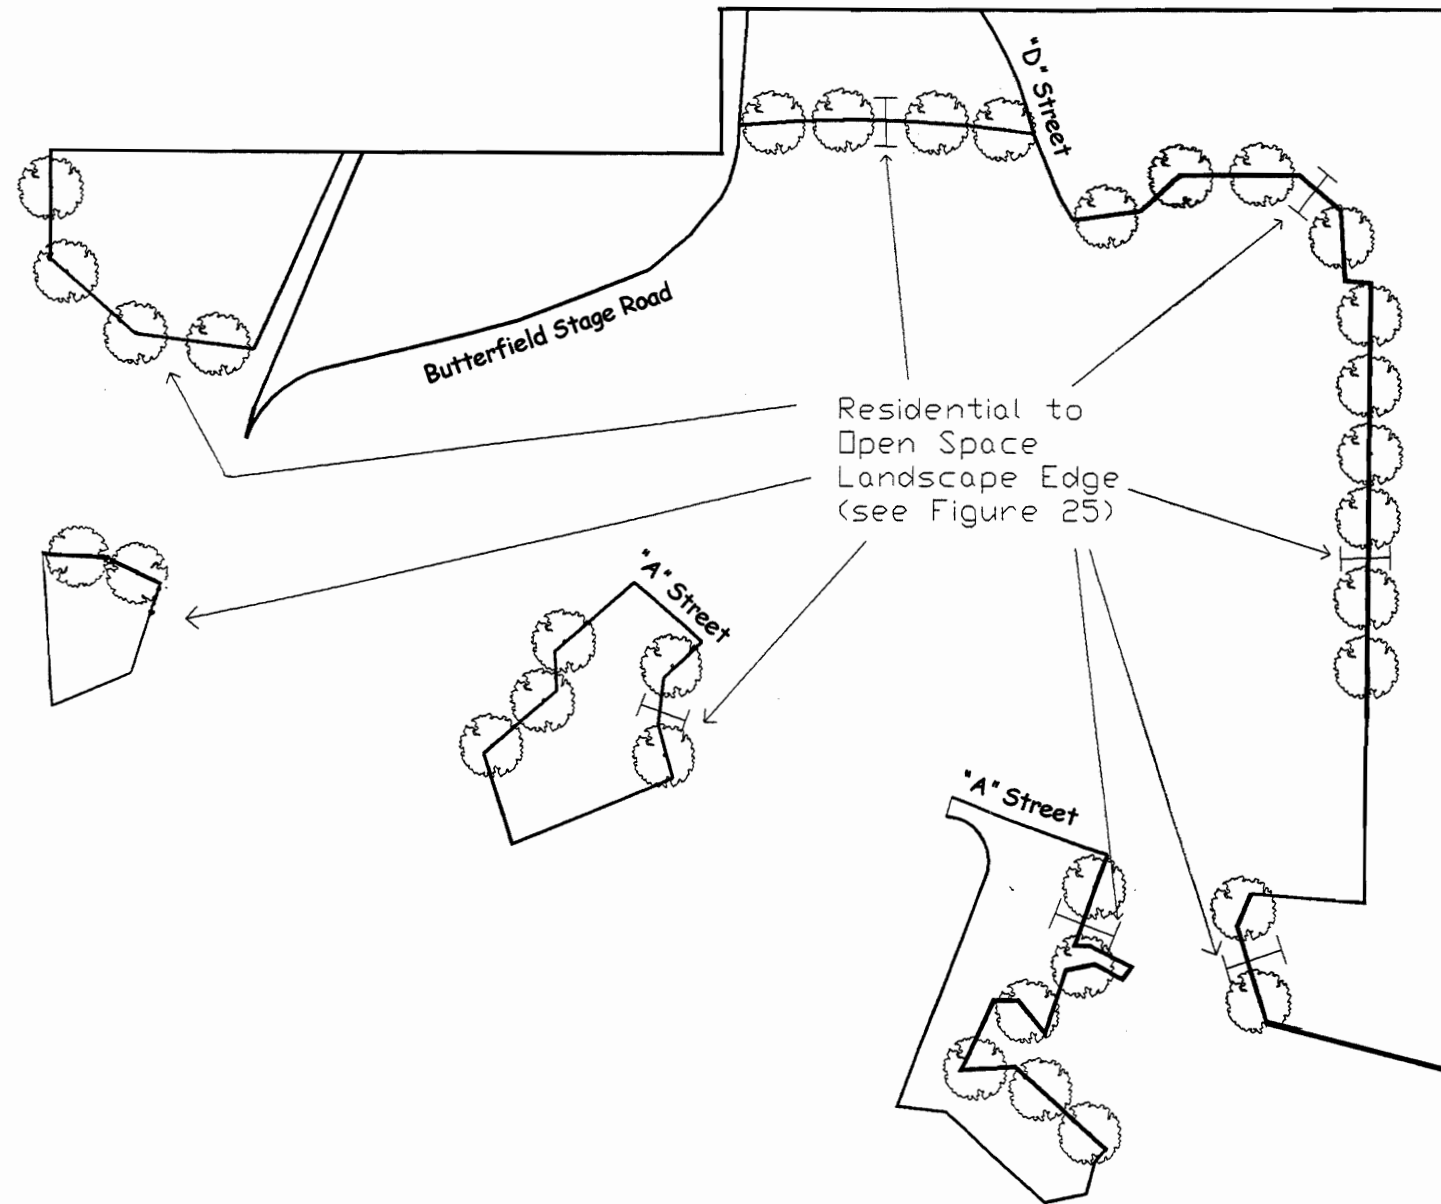 "D" Street
Butterfield Stage Road
Residential to
Open Space
Landscape Edge
(see Figure 25)
"A" Street
"A" Street